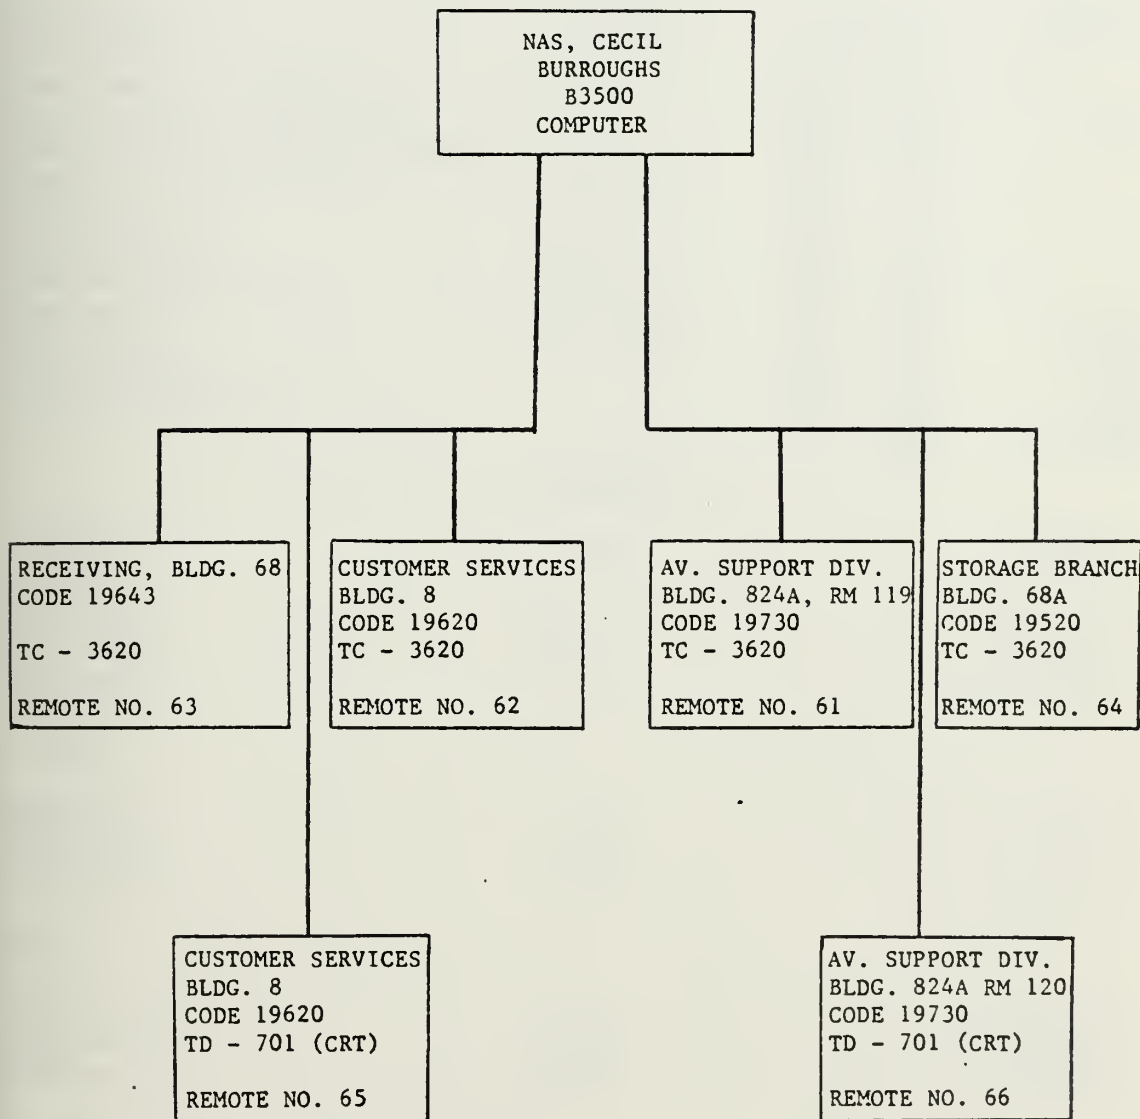 NAS, CECIL
BURROUGHS
B3500
COMPUTER
RECEIVING, BLDG. 68
CODE 19643
TC - 3620
REMOTE NO. 63
CUSTOMER SERVICES
BLDG. 8
CODE 19620
TC - 3620
REMOTE NO. 62
AV. SUPPORT DIV.
BLDG. 824A, RM 119
CODE 19730
TC - 3620
REMOTE NO. 61
STORAGE BRANCH
BLDG. 68A
CODE 19520
TC - 3620
REMOTE NO. 64
CUSTOMER SERVICES
BLDG. 8
CODE 19620
TD - 701 (CRT)
REMOTE NO. 65
AV. SUPPORT DIV.
BLDG. 824A RM 120
CODE 19730
TD - 701 (CRT)
REMOTE NO. 66